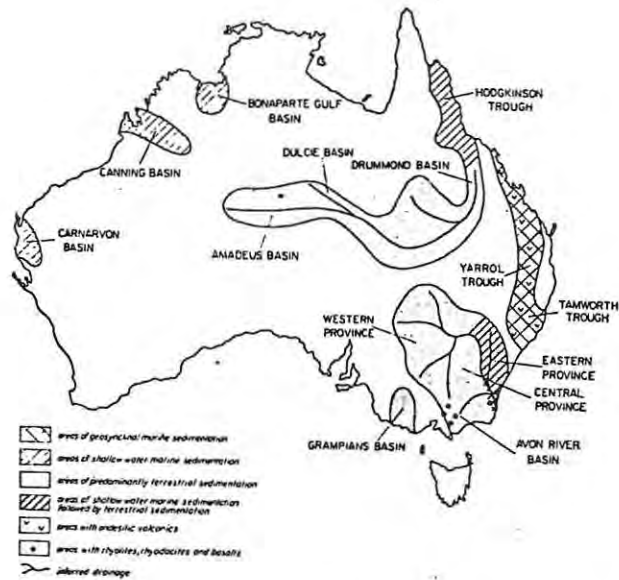 HODGKINSON
TROUGH
BONAPARTE GULF
BASIN
DULCIE BASIN
DRUMMOND BASIN
CANNING BASIN
CARNARVON
BASIN
AMADEUS BASIN
YARROL
TROUGH
TAMWORTH
TROUGH
WESTERN
PROVINCE
EASTERN
PROVINCE
CENTRAL
PROVINCE
GRAMPIANS BASIN
AVON RIVER
BASIN
areas of geosynclinal marine sedimentation
areas of shallow water marine sedimentation
areas of predominantly terrestrial sedimentation
areas of shallow water marine sedimentation
followed by terrestrial sedimentation
areas with andesitic volcanics
areas with rhyolites, rhyodacites and basalts
inferred drainage